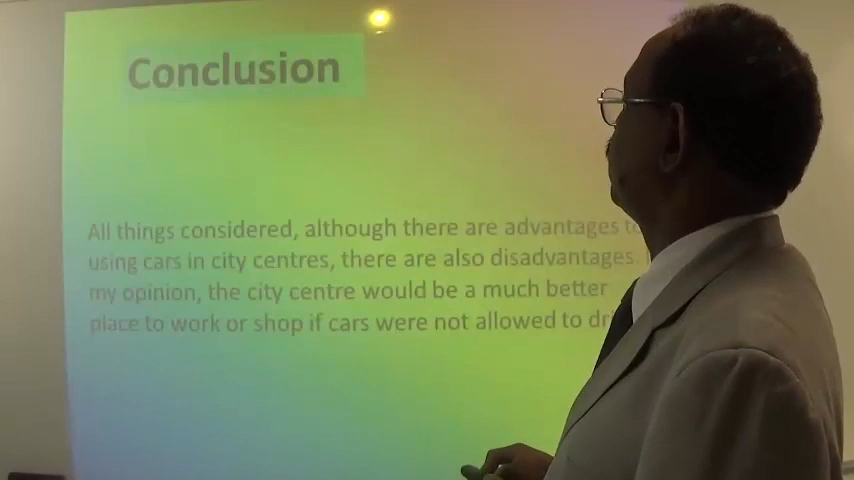 Conclusion
All things considered, although there are advantages to
using cars in city centres, there are also disadvantages.
my opinion, the city centre would be a much better
place to work or shop if cars were not allowed to